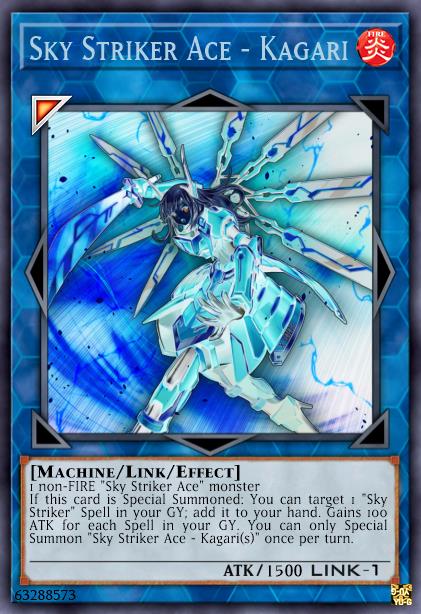 SKY STRIKER ACE - KAGARI
FIRE
炎
[MACHINE/LINK/EFFECT]
1 non-FIRE "Sky Striker Ace" monster
If this card is Special Summoned: You can target 1 "Sky
Striker" Spell in your GY; add it to your hand. Gains 100
ATK for each Spell in your GY. You can only Special
Summon "Sky Striker Ace - Kagari(s)" once per turn.
ATK/1500 LINK-1
63288573